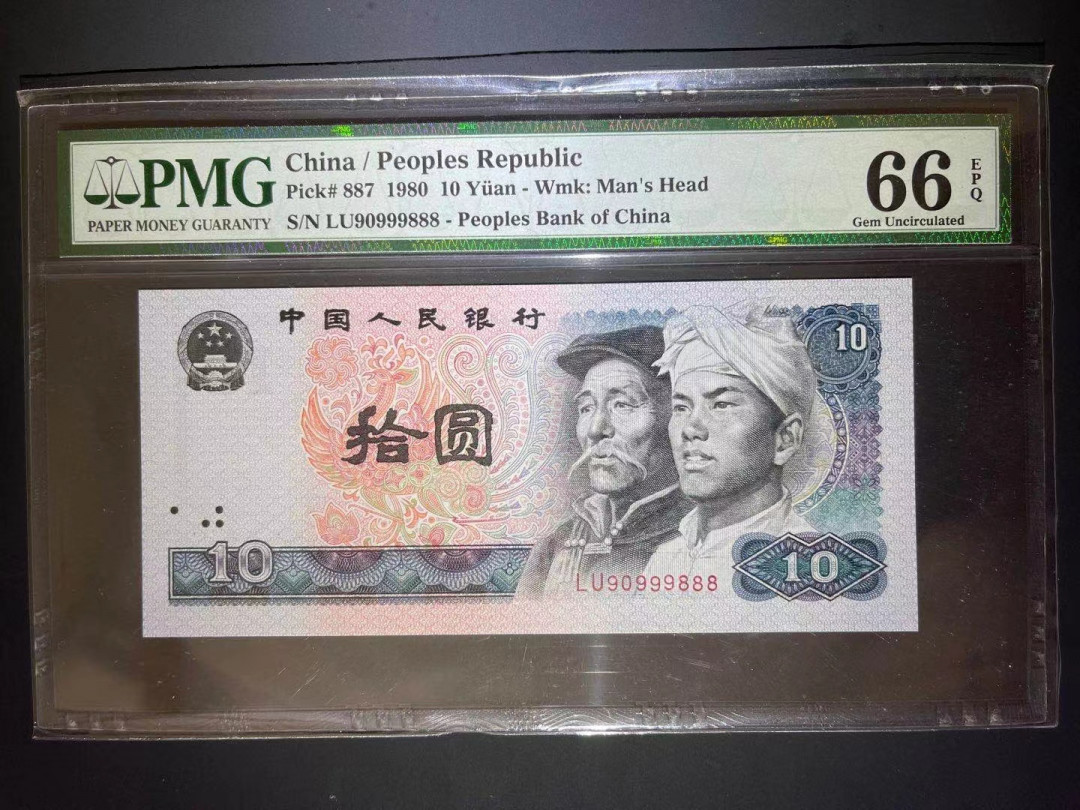 PMG
PAPER MONEY GUARANTY
China / Peoples Republic
Pick# 887 1980 10 Yüan - Wmk: Man's Head
S/N LU90999888 - Peoples Bank of China
66 EPQ
Gem Uncirculated
中国人民银行
10
拾圆
10
LU90999888
10